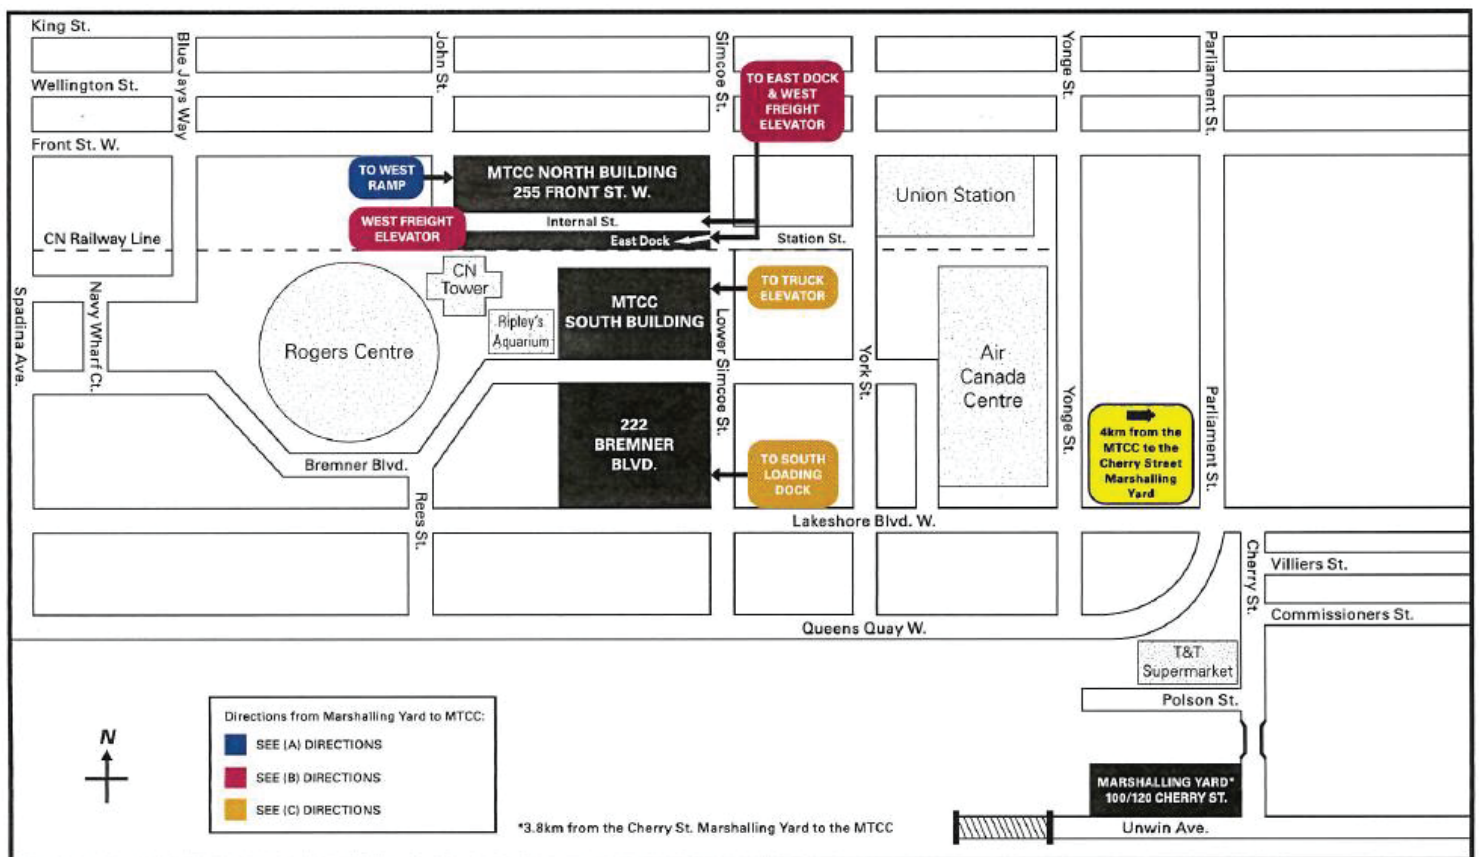 King St.
Blue Jays Way
John St.
Simcoe St.
Yonge St.
Parliament St.
Wellington St.
TO EAST DOCK
& WEST
FREIGHT
ELEVATOR
Front St. W.
TO WEST
RAMP
MTCC NORTH BUILDING
255 FRONT ST. W.
Union Station
WEST FREIGHT
ELEVATOR
Internal St.
East Dock
Station St.
CN Railway Line
CN
Tower
TO TRUCK
ELEVATOR
MTCC
SOUTH BUILDING
Spadina Ave.
Navy Wharf Ct.
Ripley's
Aquarium
Lower Simcoe St.
Rogers Centre
York St.
Air
Canada
Centre
Yonge St.
Parliament St.
222
BREMNER
BLVD.
4km from the
MTCC to the
Cherry Street
Marshalling
Yard
Bremner Blvd.
TO SOUTH
LOADING
DOCK
Rees St.
Lakeshore Blvd. W.
Cherry St.
Villiers St.
Commissioners St.
Queens Quay W.
T&T
Supermarket
Polson St.
Directions from Marshalling Yard to MTCC:
SEE (A) DIRECTIONS
SEE (B) DIRECTIONS
SEE (C) DIRECTIONS
N
MARSHALLING YARD*
100/120 CHERRY ST.
*3.8km from the Cherry St. Marshalling Yard to the MTCC
Unwin Ave.